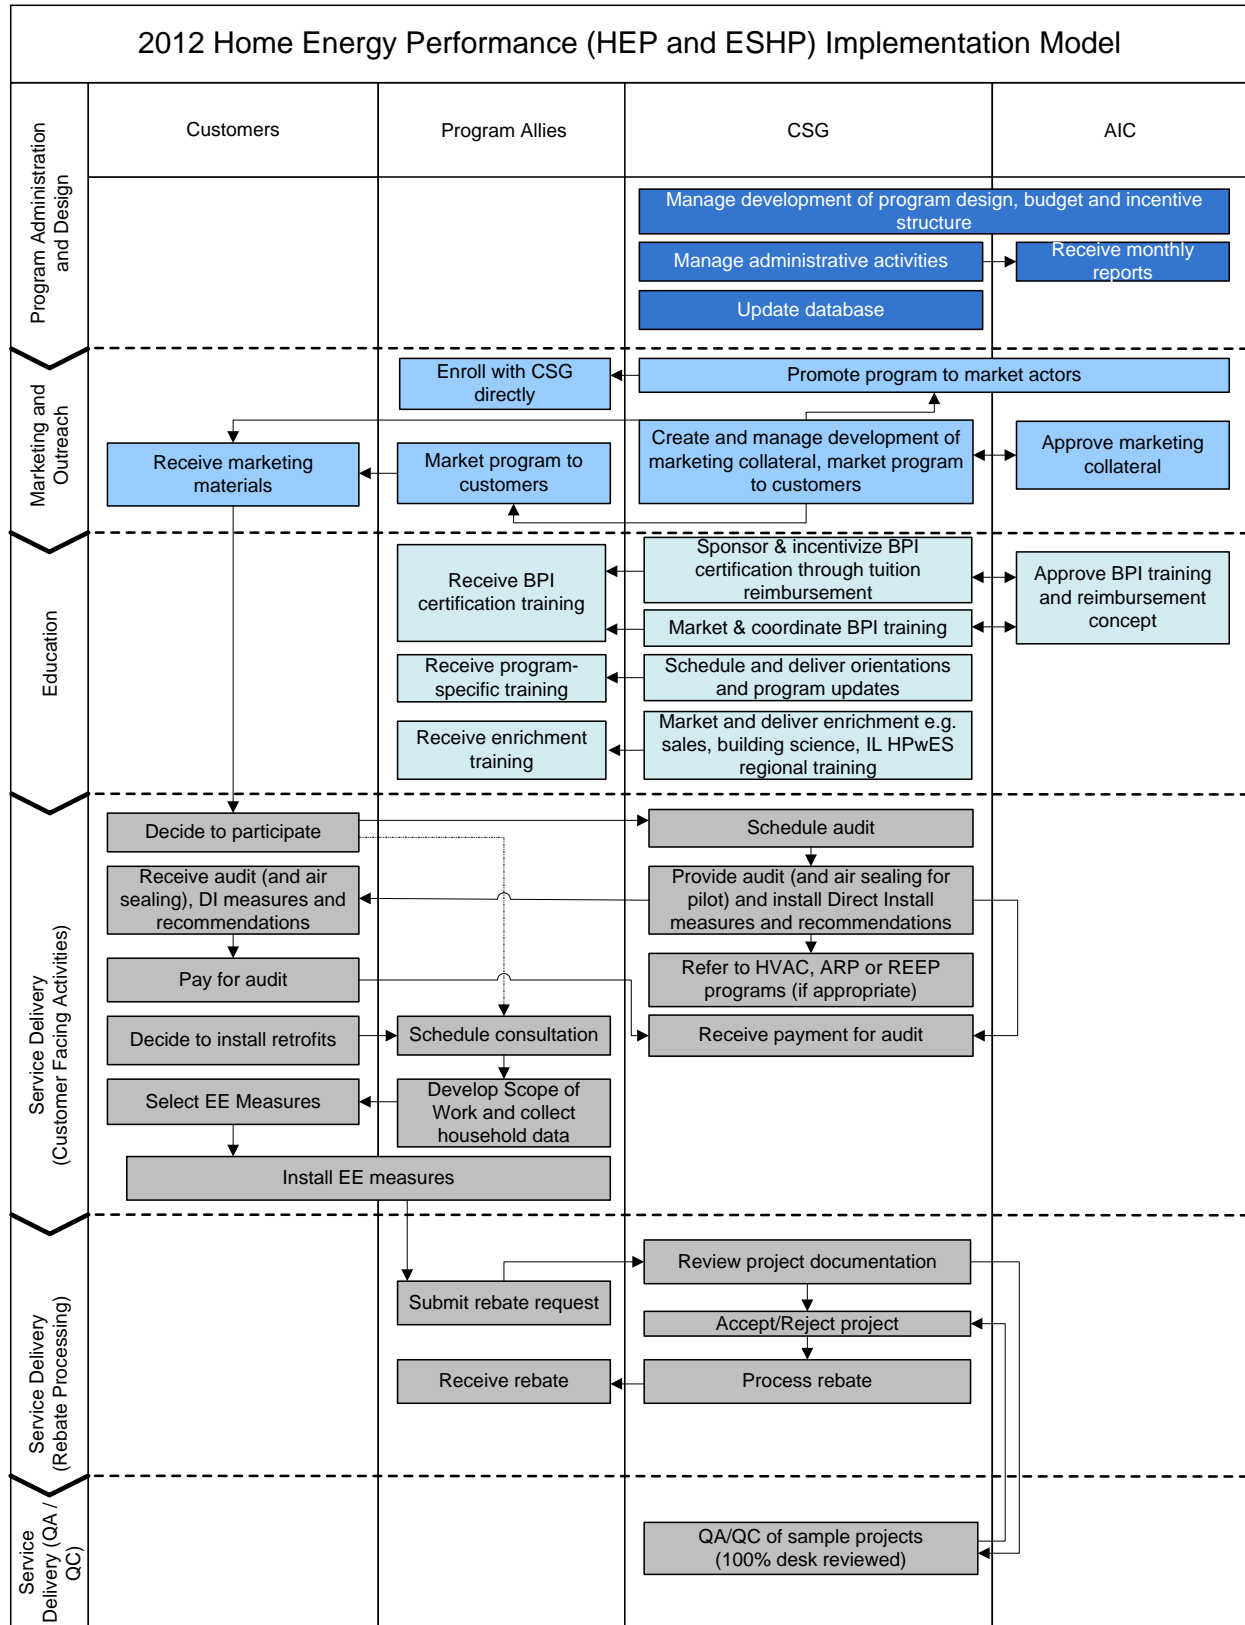 2012 Home Energy Performance (HEP and ESHP) Implementation Model
Customers
Program Allies
CSG
AIC
Program Administration
and Design
Manage development of program design, budget and incentive
structure
Manage administrative activities
Receive monthly
reports
Update database
Marketing and
Outreach
Enroll with CSG
directly
Promote program to market actors
Receive marketing
materials
Market program to
customers
Create and manage development of
marketing collateral, market program
to customers
Approve marketing
collateral
Education
Receive BPI
certification training
Sponsor & incentivize BPI
certification through tuition
reimbursement
Approve BPI training
and reimbursement
concept
Market & coordinate BPI training
Receive program-
specific training
Schedule and deliver orientations
and program updates
Receive enrichment
training
Market and deliver enrichment e.g.
sales, building science, IL HPwES
regional training
Service Delivery
(Customer Facing Activities)
Decide to participate
Schedule audit
Receive audit (and air
sealing), DI measures and
recommendations
Provide audit (and air sealing for
pilot) and install Direct Install
measures and recommendations
Pay for audit
Refer to HVAC, ARP or REEP
programs (if appropriate)
Decide to install retrofits
Schedule consultation
Receive payment for audit
Select EE Measures
Develop Scope of
Work and collect
household data
Install EE measures
Service Delivery
(Rebate Processing)
Review project documentation
Submit rebate request
Accept/Reject project
Receive rebate
Process rebate
Service
Delivery (QA /
QC)
QA/QC of sample projects
(100% desk reviewed)